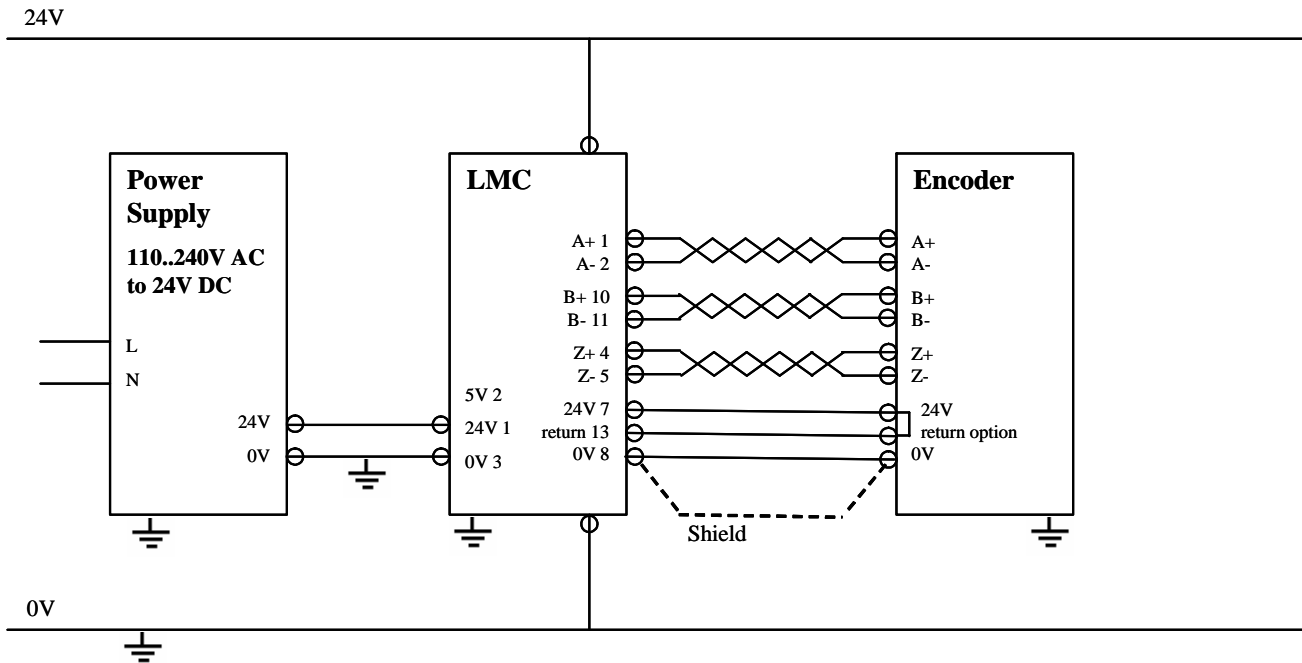 24V
Power
Supply
110..240V AC
to 24V DC
L
N
24V
0V
LMC
A+ 1
A- 2
B+ 10
B- 11
Z+ 4
Z- 5
5V 2
24V 1
0V 3
24V 7
return 13
0V 8
Encoder
A+
A-
B+
B-
Z+
Z-
24V
return option
0V
Shield
0V